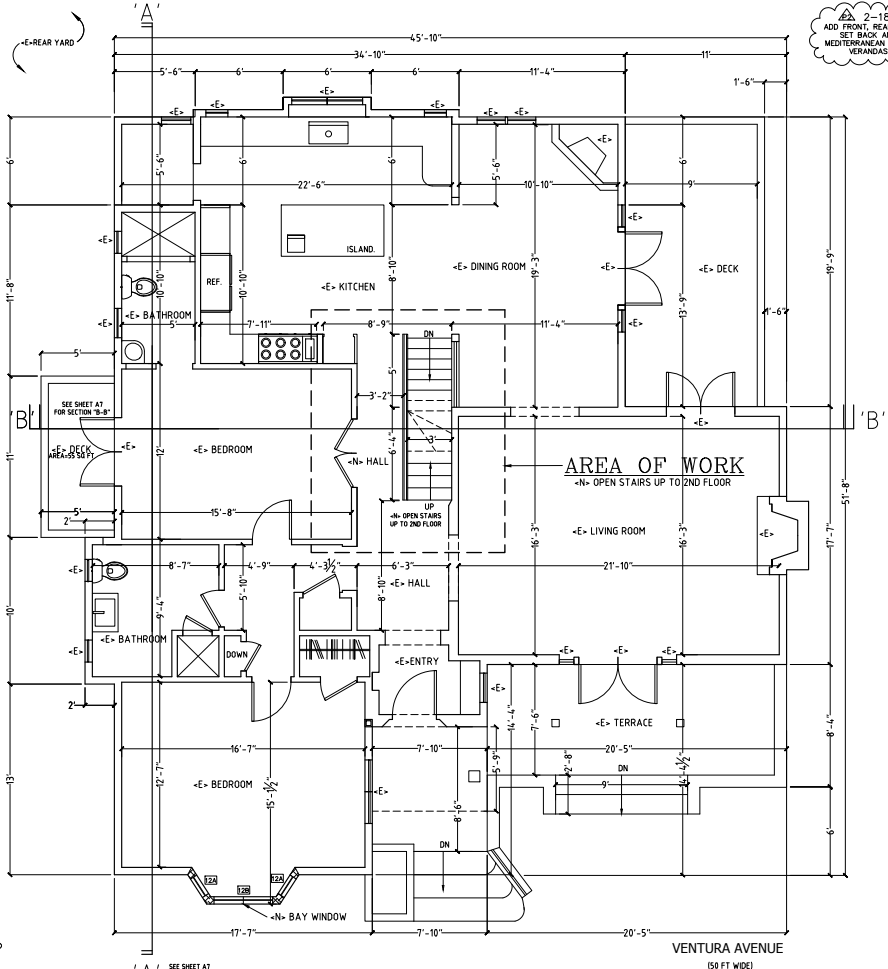 'A'
<E>REAR YARD
P2 2-18
ADD FRONT, REA
SET BACK A
MEDITERRANEAN
VERANDAS
45'-10"
34'-10"
11'
5'-6"
6'
6'
6'
11'-4"
1'-6"
<E>
<E>
<E>
<E>
<E>
<E>
6'
5'-6"
6'
6'
5'-6"
6'
22'-6"
10'-10"
9'
ISLAND.
<E>
<E>
11'-8"
10'-10"
REF.
10'-10"
8'-10"
<E> KITCHEN
<E> DINING ROOM
19'-3"
<E>
<E> DECK
19'-9"
<E> BATHROOM
<E>
5'
7'-11"
8'-9"
11'-4"
<E>
13'-9"
1'-6"
DN
5'
5'
3'-2"
SEE SHEET A7
FOR SECTION "B-B"
'B'
'B'
<E> DECK
AREA=55 SQ FT
<E>
11'
12'
<E> BEDROOM
<N> HALL
6'-4"
3'
AREA OF WORK
<N> OPEN STAIRS UP TO 2ND FLOOR
51'-8"
UP
<N> OPEN STAIRS
UP TO 2ND FLOOR
5'
15'-8"
2'
16'-3"
<E> LIVING ROOM
16'-3"
<E>
17'-7"
<E>
8'-7"
4'-9"
4'-3½"
6'-3"
21'-10"
5'-10"
8'-10"
<E> HALL
10'
9'-4"
<E> BATHROOM
<E>
DOWN
<E>ENTRY
<E>
<E>
<E>
2'
<E>
14'-4"
7'-6"
<E> TERRACE
8'-4"
16'-7"
7'-10"
20'-5"
13'
12'-7"
<E> BEDROOM
15'-1½"
<E>
5'-9"
2'-8"
DN
14'-4½"
9'
8'-6"
6'
DN
12A
12B
12A
<N> BAY WINDOW
17'-7"
7'-10"
20'-5"
VENTURA AVENUE
(50 FT WIDE)
'A'
SEE SHEET A7